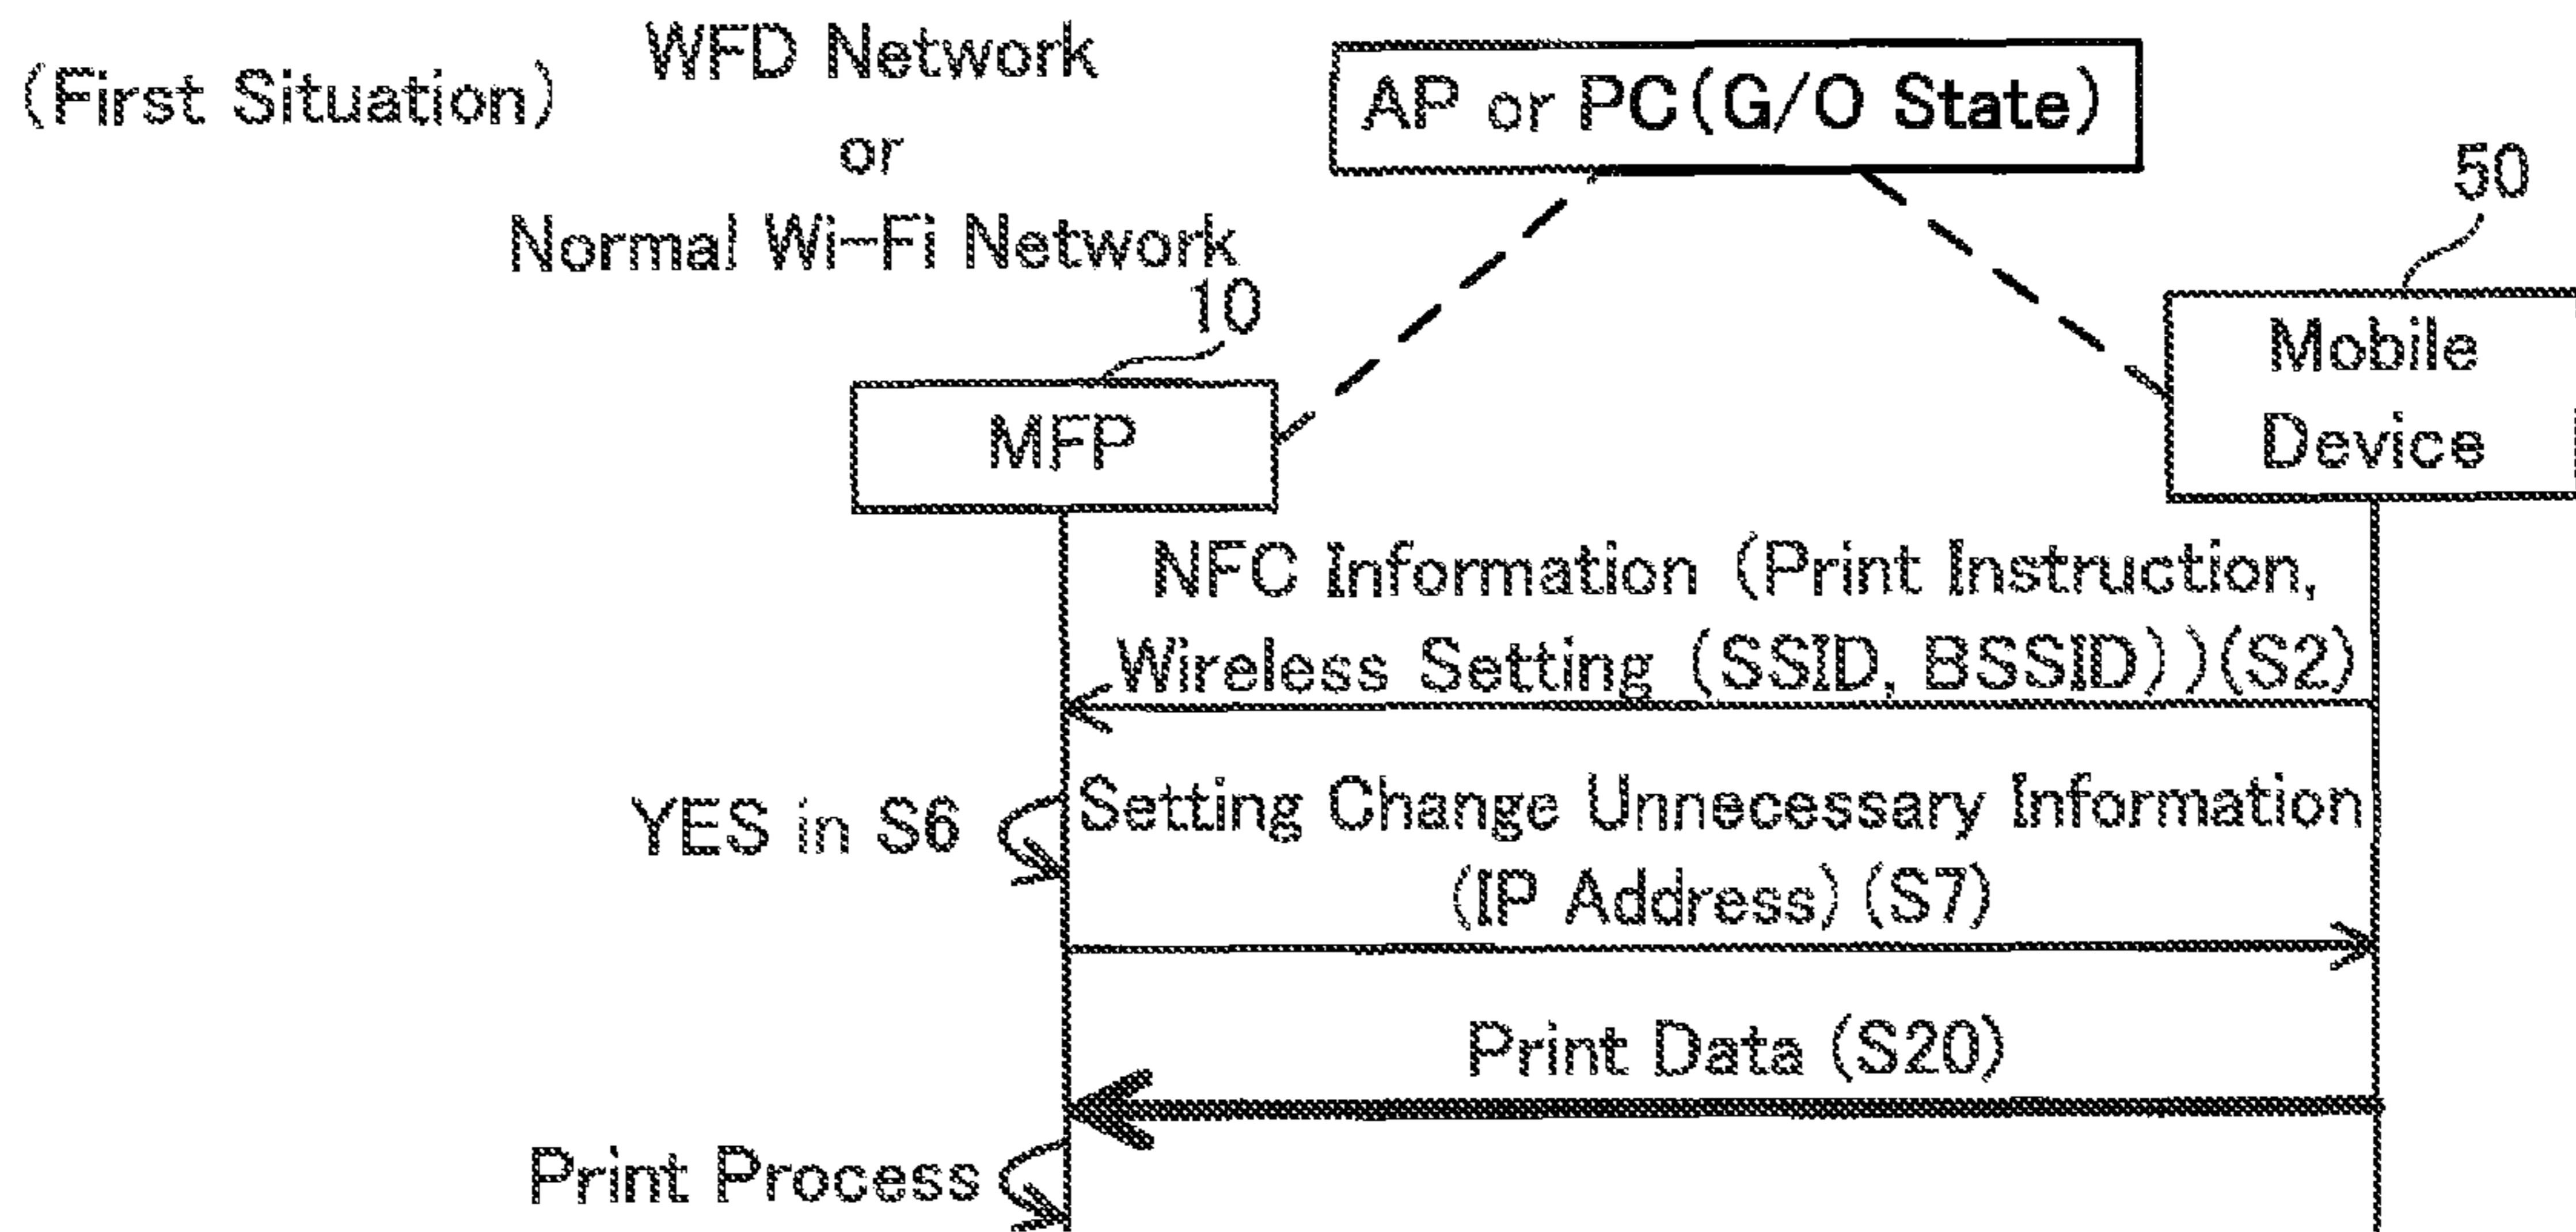 (First Situation)
WFD Network
or
Normal Wi-Fi Network
AP or PC(G/O State)
50
10
Mobile
Device
MFP
NFC Information (Print Instruction,
Wireless Setting (SSID, BSSID))(S2)
YES in S6
Setting Change Unnecessary Information
(IP Address)(S7)
Print Data (S20)
Print Process